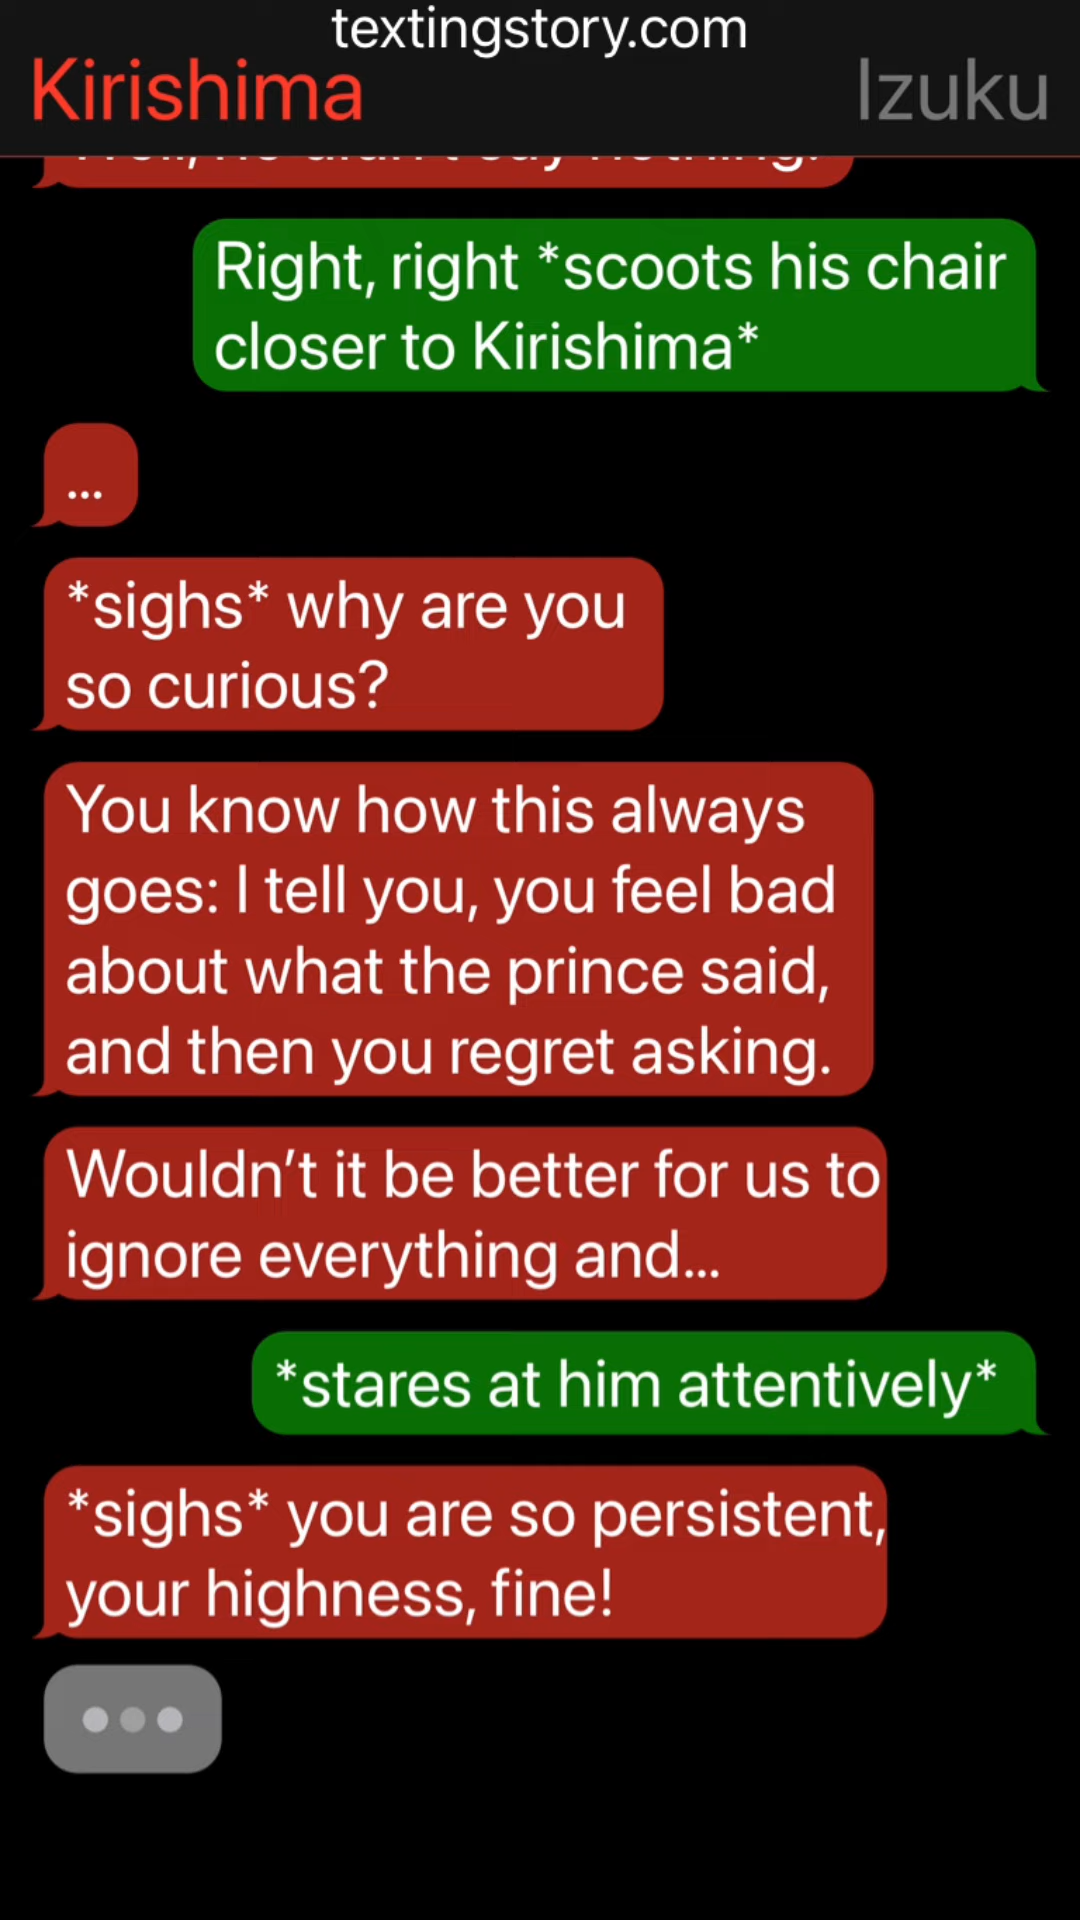 textingstory.com
Kirishima
Izuku
Right, right *scoots his chair
closer to Kirishima*
...
*sighs* why are you
so curious?
You know how this always
goes: I tell you, you feel bad
about what the prince said,
and then you regret asking.
Wouldn’t it be better for us to
ignore everything and...
*stares at him attentively*
*sighs* you are so persistent,
your highness, fine!